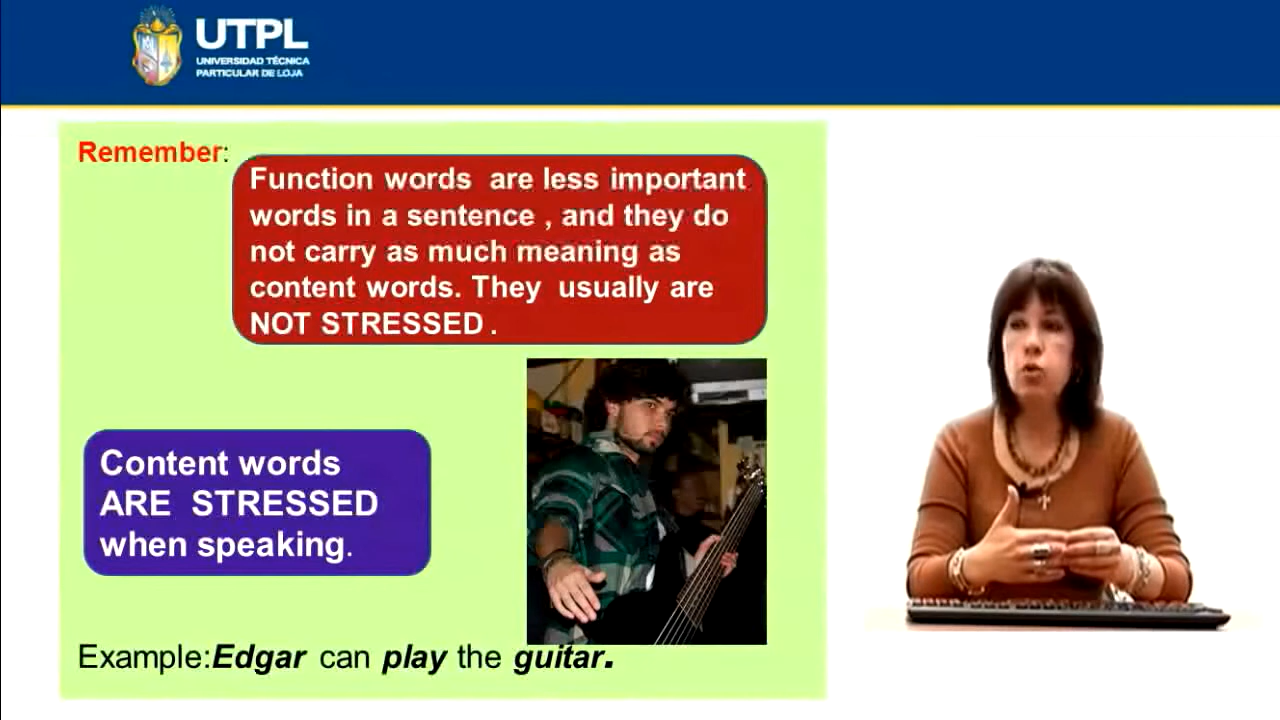 UTPL
UNIVERSIDAD TÉCNICA
PARTICULAR DE LOJA
Remember:
Function words are less important
words in a sentence , and they do
not carry as much meaning as
content words. They usually are
NOT STRESSED .
Content words
ARE STRESSED
when speaking.
Example:Edgar can play the guitar.